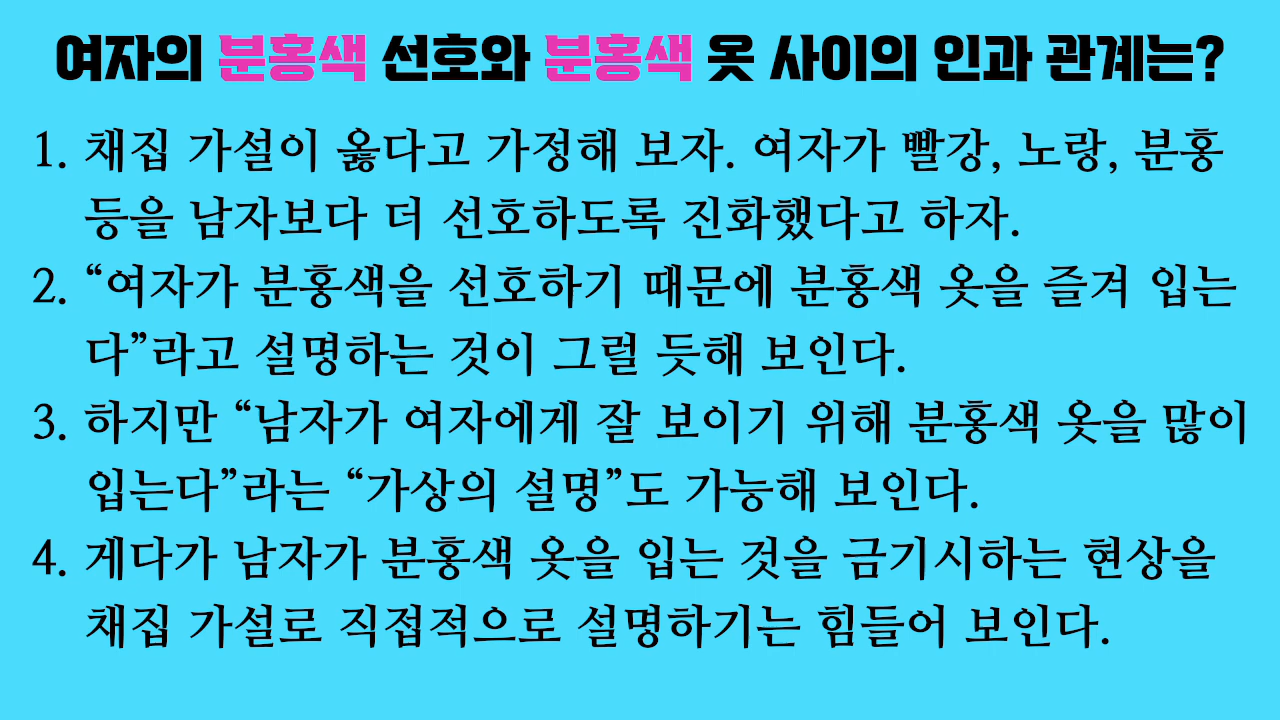 여자의 분홍색 선호와 분홍색 옷 사이의 인과 관계는?
1. 채집 가설이 옳다고 가정해 보자. 여자가 빨강, 노랑, 분홍
등을 남자보다 더 선호하도록 진화했다고 하자.
2. “여자가 분홍색을 선호하기 때문에 분홍색 옷을 즐겨 입는
다”라고 설명하는 것이 그럴 듯해 보인다.
3. 하지만 “남자가 여자에게 잘 보이기 위해 분홍색 옷을 많이
입는다”라는 “가상의 설명”도 가능해 보인다.
4. 게다가 남자가 분홍색 옷을 입는 것을 금기시하는 현상을
채집 가설로 직접적으로 설명하기는 힘들어 보인다.